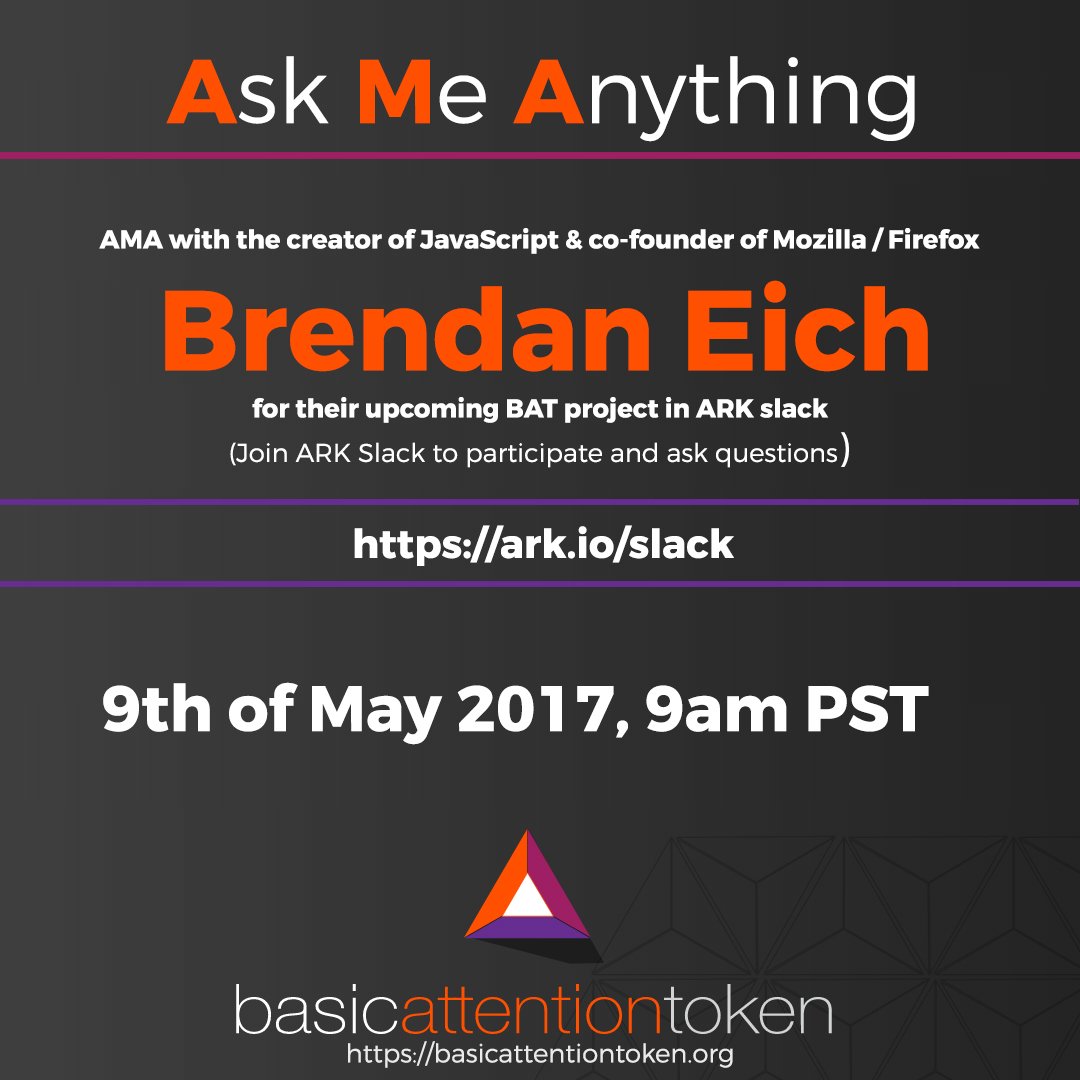 Ask Me Anything
AMA with the creator of JavaScript & co-founder of Mozilla / Firefox
Brendan Eich
for their upcoming BAT project in ARK slack
(Join ARK Slack to participate and ask questions)
https://ark.io/slack
9th of May 2017, 9am PST
basicattentiontoken
https://basicattentiontoken.org